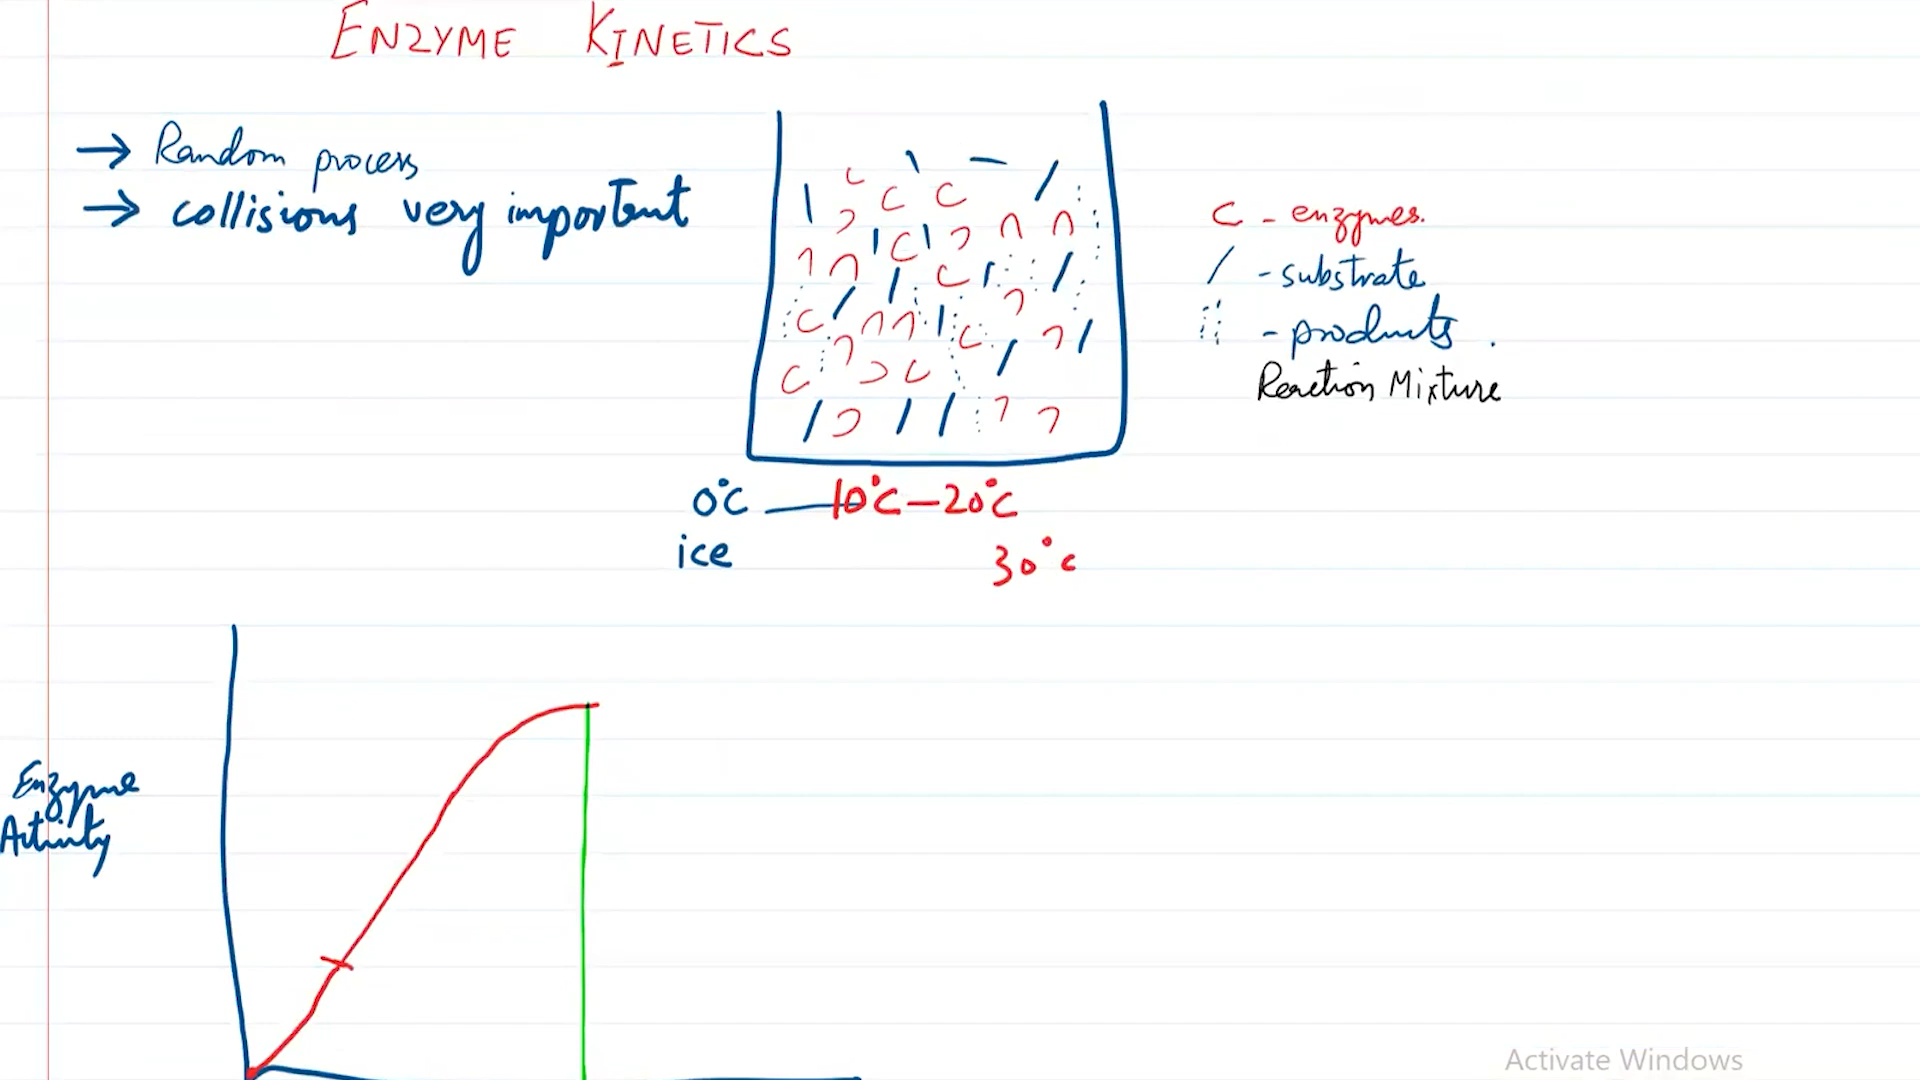 ENZYME KINETICS
→ Random process
→ collisions very important
C - enzymes.
/ - substrate
- products.
Reaction Mixture
0°C — 10°C — 20°C
ice
30°C
Enzyme
Activity
Activate Windows